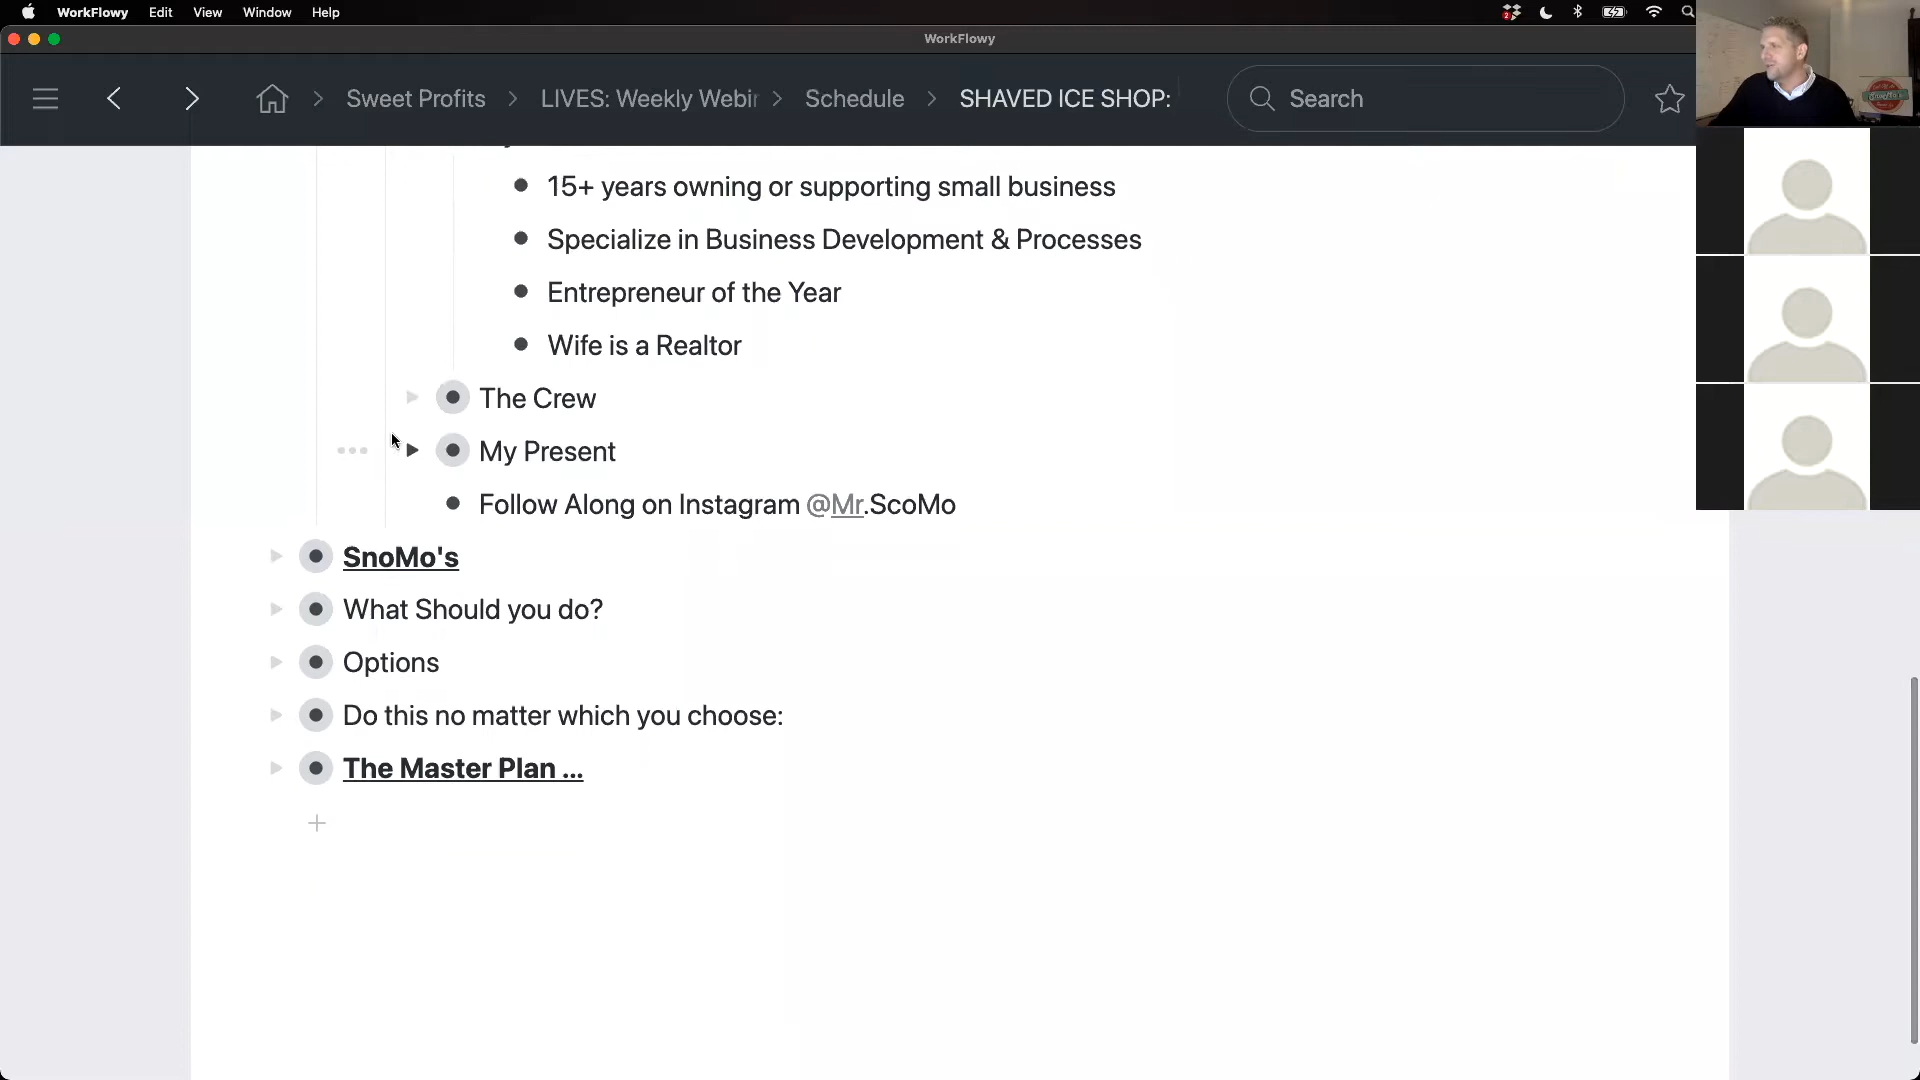 WorkFlowy Edit View Window Help
WorkFlowy
Sweet Profits LIVES: Weekly Webin Schedule SHAVED ICE SHOP: Search
15+ years owning or supporting small business
Specialize in Business Development & Processes
Entrepreneur of the Year
Wife is a Realtor
The Crew
My Present
Follow Along on Instagram @Mr.ScoMo
SnoMo's
What Should you do?
Options
Do this no matter which you choose:
The Master Plan ...